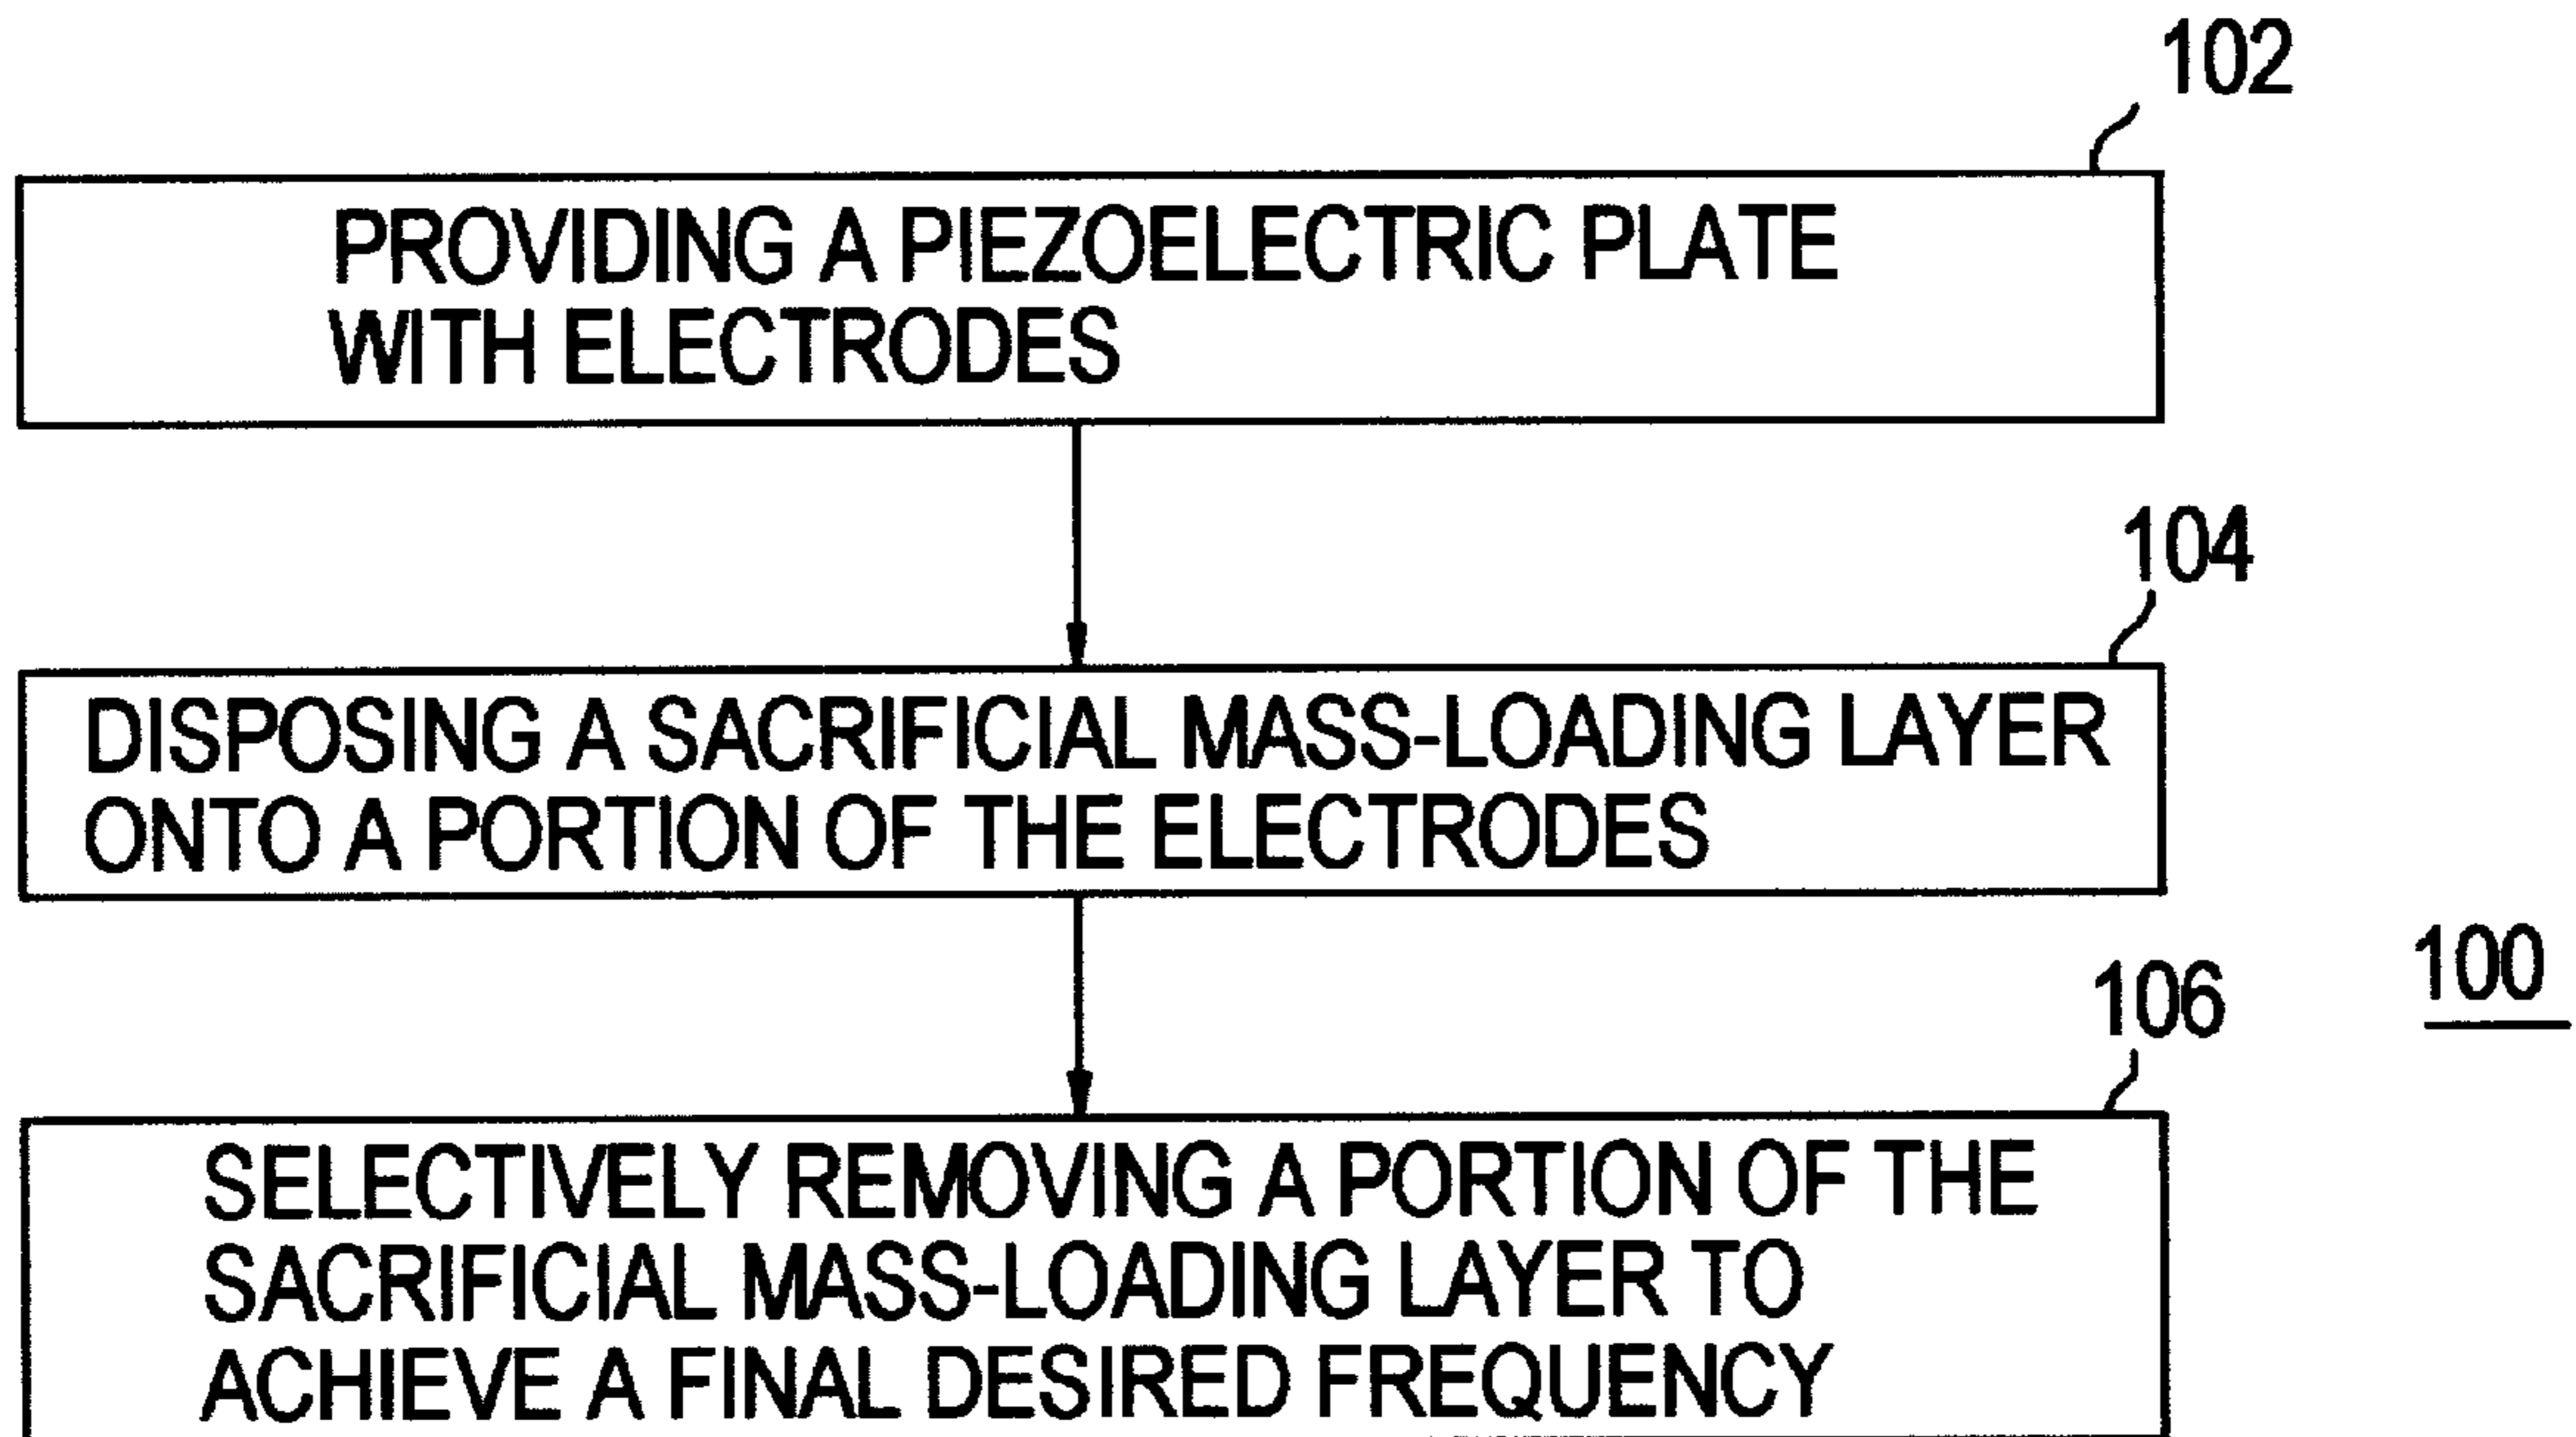 102
PROVIDING A PIEZOELECTRIC PLATE
WITH ELECTRODES
104
DISPOSING A SACRIFICIAL MASS-LOADING LAYER
ONTO A PORTION OF THE ELECTRODES
100
106
SELECTIVELY REMOVING A PORTION OF THE
SACRIFICIAL MASS-LOADING LAYER TO
ACHIEVE A FINAL DESIRED FREQUENCY